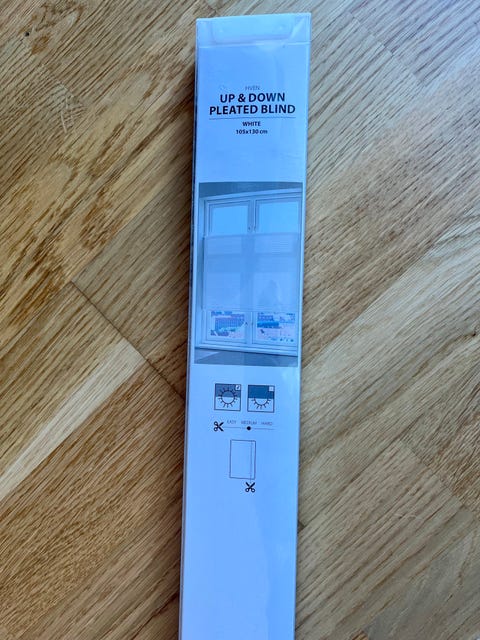 HVEN
UP & DOWN
PLEATED BLIND
WHITE
105x130 cm
EASY MEDIUM HARD